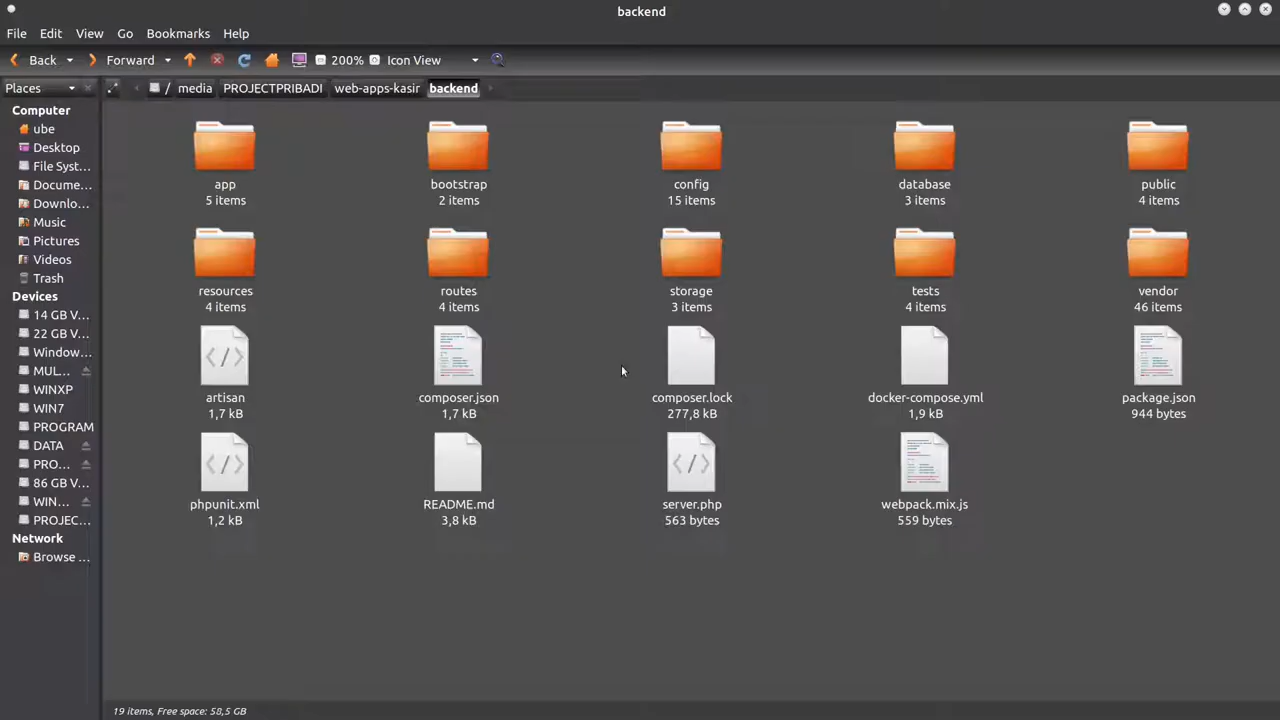 backend
File Edit View Go Bookmarks Help
Back Forward 200% Icon View
Places / media PROJECTPRIBADI web-apps-kasir backend
Computer
ube
Desktop
File Syst...
Docume...
Downlo...
Music
Pictures
Videos
Trash
Devices
14 GB V...
22 GB V...
Window...
MUL...
WINXP
WIN7
PROGRAM
DATA
PRO...
86 GB V...
WIN...
PROJEC...
Network
Browse ...
app bootstrap config database public
5 items 2 items 15 items 3 items 4 items
resources routes storage tests vendor
4 items 4 items 3 items 4 items 46 items
artisan composer.json composer.lock docker-compose.yml package.json
1,7 kB 1,7 kB 277,8 kB 1,9 kB 944 bytes
phpunit.xml README.md server.php webpack.mix.js
1,2 kB 3,8 kB 563 bytes 559 bytes
19 items, Free space: 58,5 GB